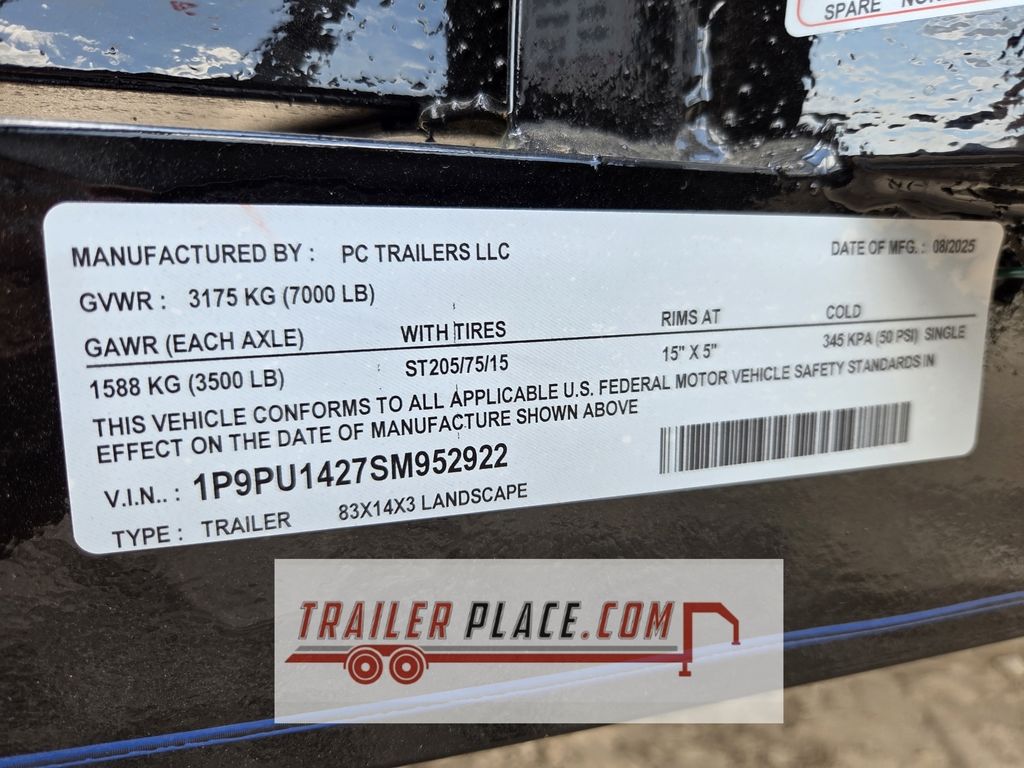 SPARE
MANUFACTURED BY : PC TRAILERS LLC DATE OF MFG. : 08/2025
GVWR : 3175 KG (7000 LB)
GAWR (EACH AXLE) WITH TIRES RIMS AT COLD
1588 KG (3500 LB) ST205/75/15 15" X 5" 345 KPA (50 PSI) SINGLE
THIS VEHICLE CONFORMS TO ALL APPLICABLE U.S. FEDERAL MOTOR VEHICLE SAFETY STANDARDS IN
EFFECT ON THE DATE OF MANUFACTURE SHOWN ABOVE
V.I.N.. : 1P9PU1427SM952922
TYPE : TRAILER 83X14X3 LANDSCAPE
TRAILER PLACE.COM